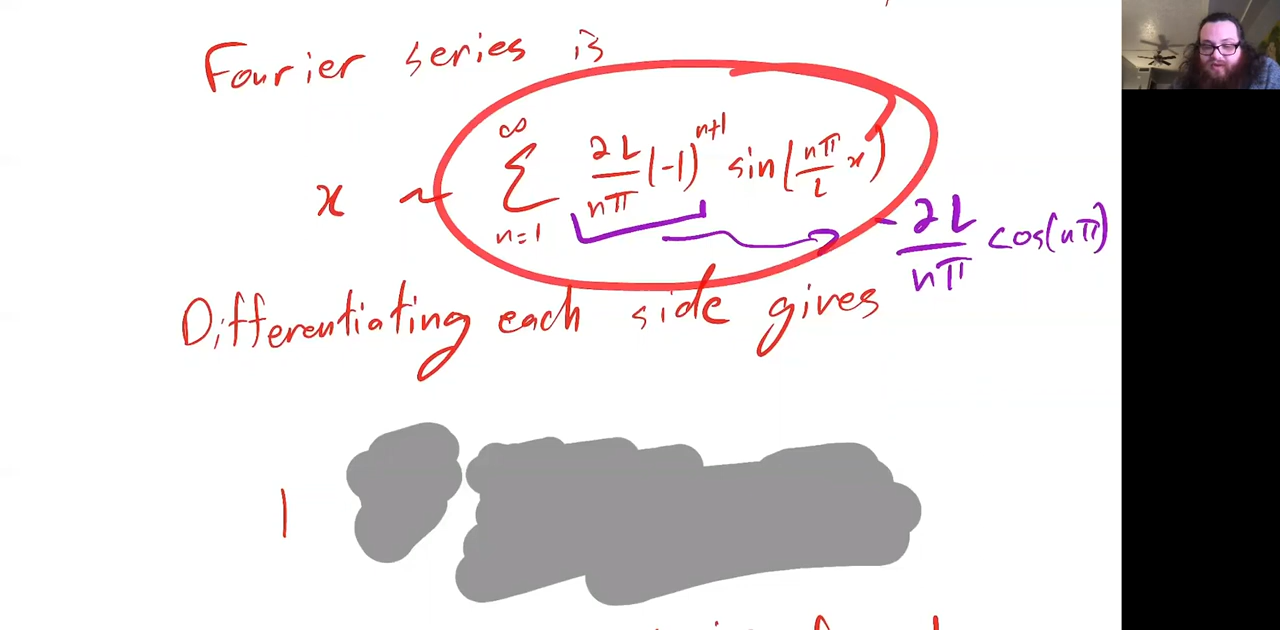 Fourier series is
x ~ ∞ Σ n=1 2L/nπ (-1)^n+1 sin(nπ/L x)
- 2L/nπ cos(nπ)
Differentiating each side gives
1